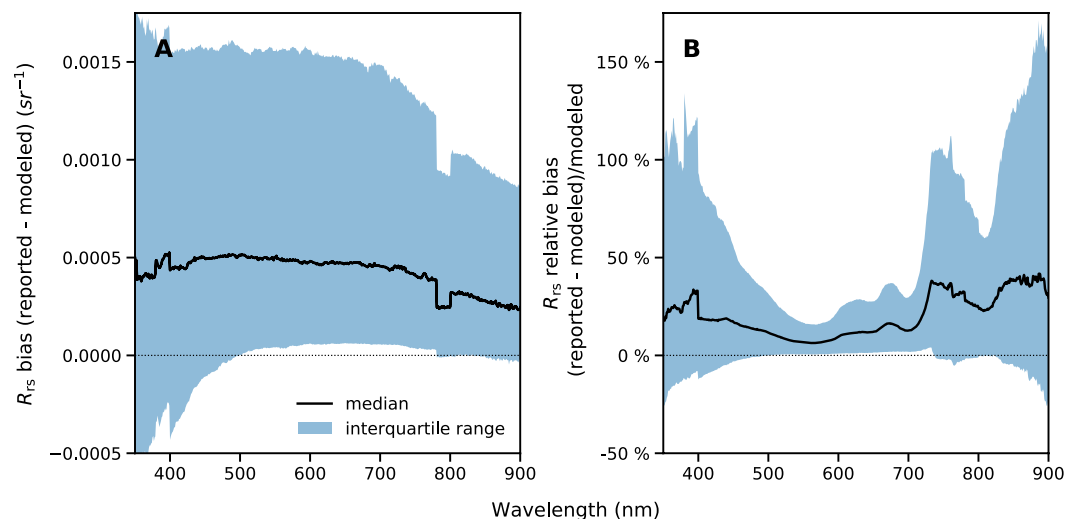 A
R_rs bias (reported - modeled) (sr⁻¹)
0.0015
0.0010
0.0005
0.0000
−0.0005
400
500
600
700
800
900
median
interquartile range
B
R_rs relative bias
(reported - modeled)/modeled
150 %
100 %
50 %
0 %
-50 %
400
500
600
700
800
900
Wavelength (nm)